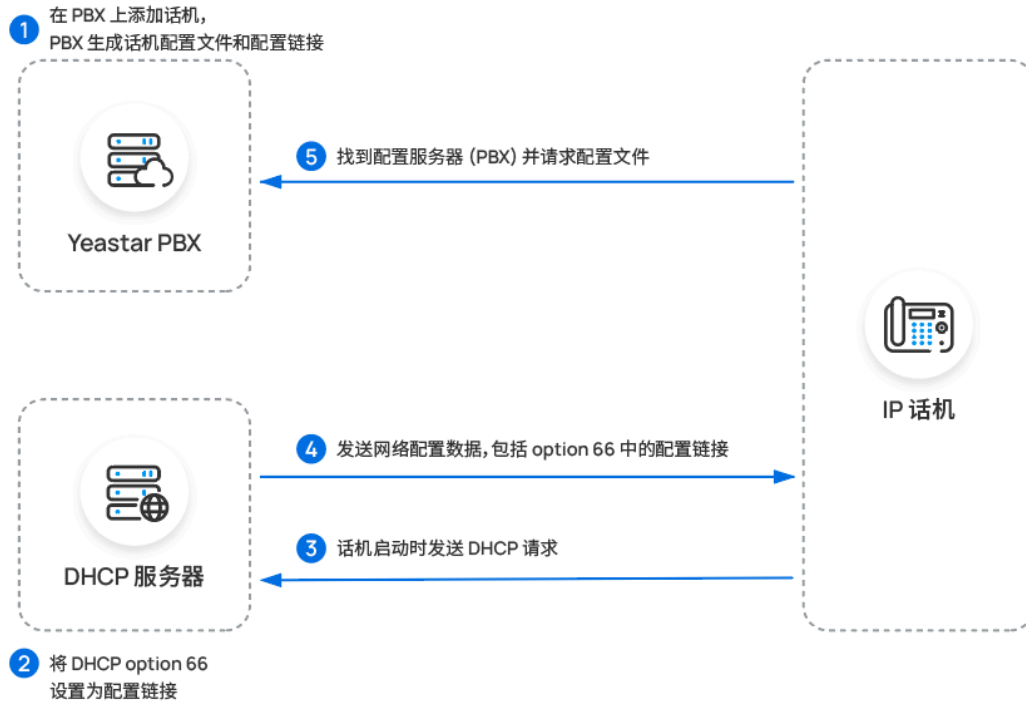 1 在 PBX 上添加话机，
PBX 生成话机配置文件和配置链接
5 找到配置服务器 (PBX) 并请求配置文件
Yeastar PBX
IP 话机
4 发送网络配置数据，包括 option 66 中的配置链接
3 话机启动时发送 DHCP 请求
DHCP 服务器
2 将 DHCP option 66
设置为配置链接